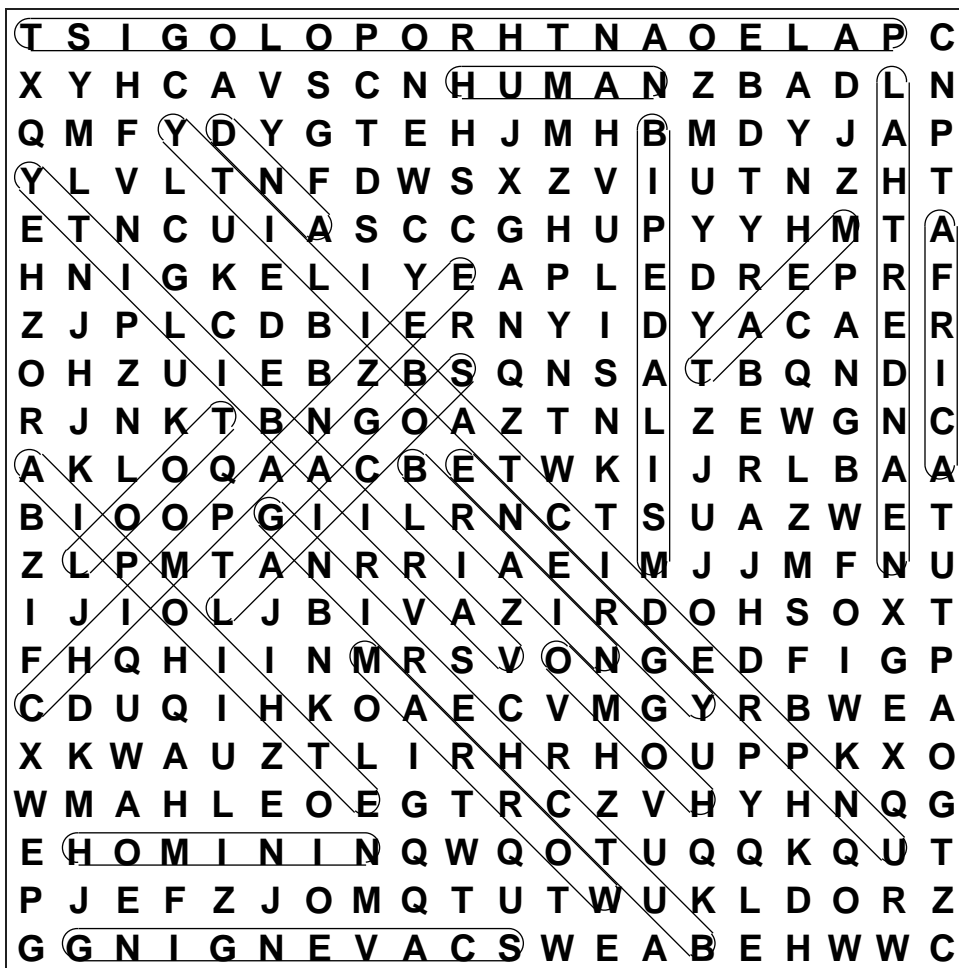 T S I G O L O P O R H T N A O E L A P C
X Y H C A V S C N H U M A N Z B A D L N
Q M F Y D Y G T E H J M H B M D Y J A P
Y L V L T N F D W S X Z V I U T N Z H T
E T N C U I A S C C G H U P Y Y H M T A
H N I G K E L I Y E A P L E D R E P R F
Z J P L C D B I E R N Y I D Y A C A E R
O H Z U I E B Z B S Q N S A T B Q N D I
R J N K T B N G O A Z T N L Z E W G N C
A K L O Q A A C B E T W K I J R L B A A
B I O O P G I I L R N C T S U A Z W E T
Z L P M T A N R R I A E I M J J M F N U
I J I O L J B I V A Z I R D O H S O X T
F H Q H I I N M R S V O N G E D F I G P
C D U Q I H K O A E C V M G Y R B W E A
X K W A U Z T L I R H R H O U P P K X O
W M A H L E O E G T R C Z V H Y H N Q G
E H O M I N I N Q W Q O T U Q Q K Q U T
P J E F Z J O M Q T U T W U K L D O R Z
G G N I G N E V A C S W E A B E H W W C